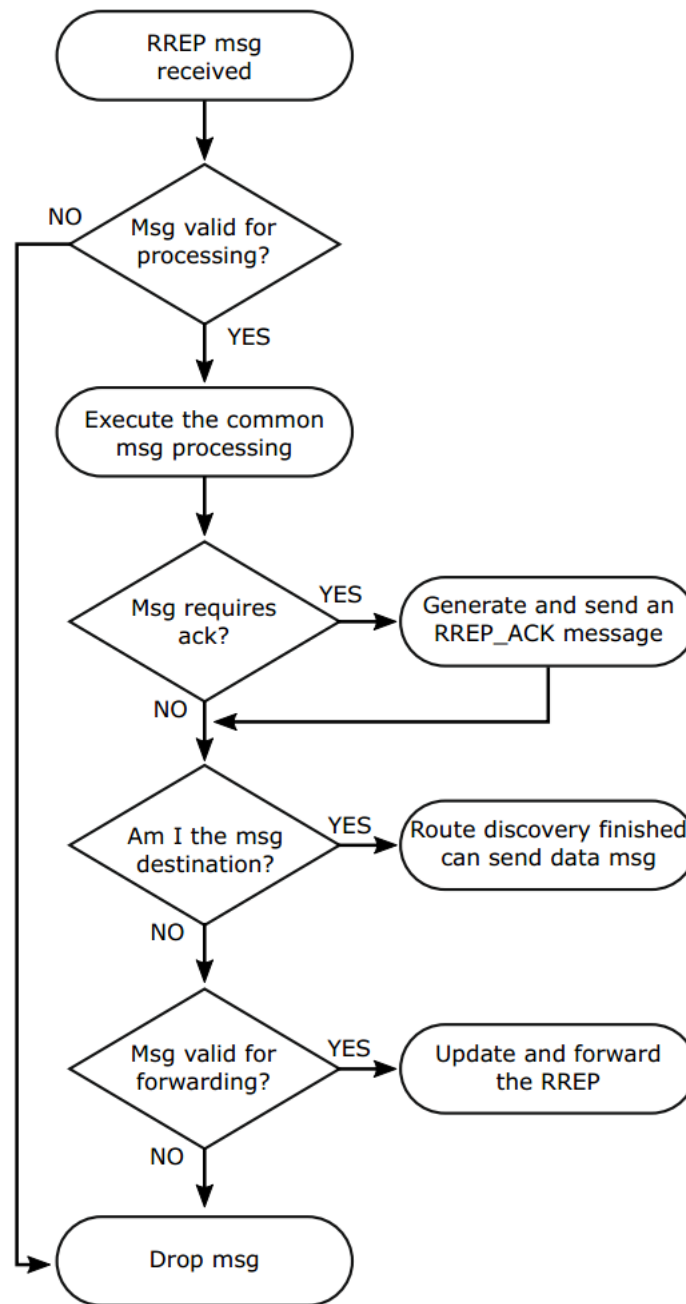 RREP msg
received
NO
Msg valid for
processing?
YES
Execute the common
msg processing
Msg requires
ack?
YES
Generate and send an
RREP_ACK message
NO
Am I the msg
destination?
YES
Route discovery finished
can send data msg
NO
Msg valid for
forwarding?
YES
Update and forward
the RREP
NO
Drop msg